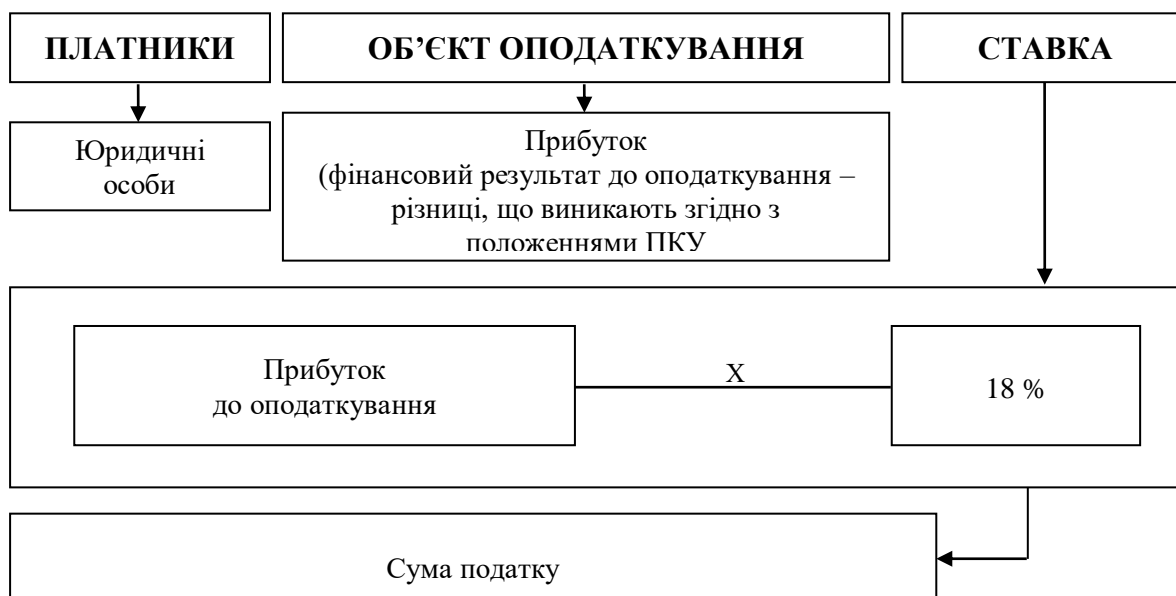 ПЛАТНИКИ
ОБ’ЄКТ ОПОДАТКУВАННЯ
СТАВКА
Юридичні
особи
Прибуток
(фінансовий результат до оподаткування –
різниці, що виникають згідно з
положеннями ПКУ
Прибуток
до оподаткування
Х
18 %
Сума податку